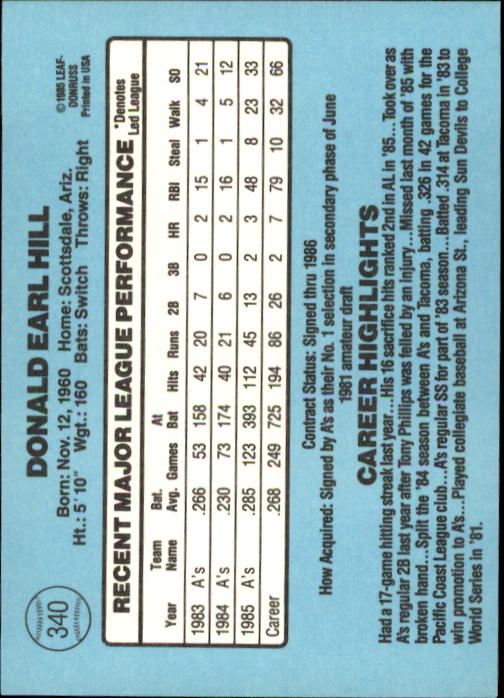 340
DONALD EARL HILL
©1985 LEAF-
DONRUSS
Printed in USA
Born: Nov. 12, 1960 Home: Scottsdale, Ariz.
Ht.: 5'10" Wgt.: 160 Bats: Switch Throws: Right
RECENT MAJOR LEAGUE PERFORMANCE
*Denotes
Led League
Team Bat. At
Year Name Avg. Games Bat Hits Runs 2B 3B HR RBI Steal Walk SO
1983 A's .266 53 158 42 20 7 0 2 15 1 4 21
1984 A's .230 73 174 40 21 6 0 2 16 1 5 12
1985 A's .285 123 393 112 45 13 2 3 48 8 23 33
Career .268 249 725 194 86 26 2 7 79 10 32 66
Contract Status: Signed thru 1986
How Acquired: Signed by A's as their No. 1 selection in secondary phase of June
1981 amateur draft
CAREER HIGHLIGHTS
Had a 17-game hitting streak last year...His 16 sacrifice hits ranked 2nd in AL in '85...Took over as
A's regular 2B last year after Tony Phillips was felled by an injury...Missed last month of '85 with
broken hand...Split the '84 season between A's and Tacoma, batting .326 in 42 games for the
Pacific Coast League club...A's regular SS for part of '83 season...Batted .314 at Tacoma in '83 to
win promotion to A's...Played collegiate baseball at Arizona St., leading Sun Devils to College
World Series in '81.